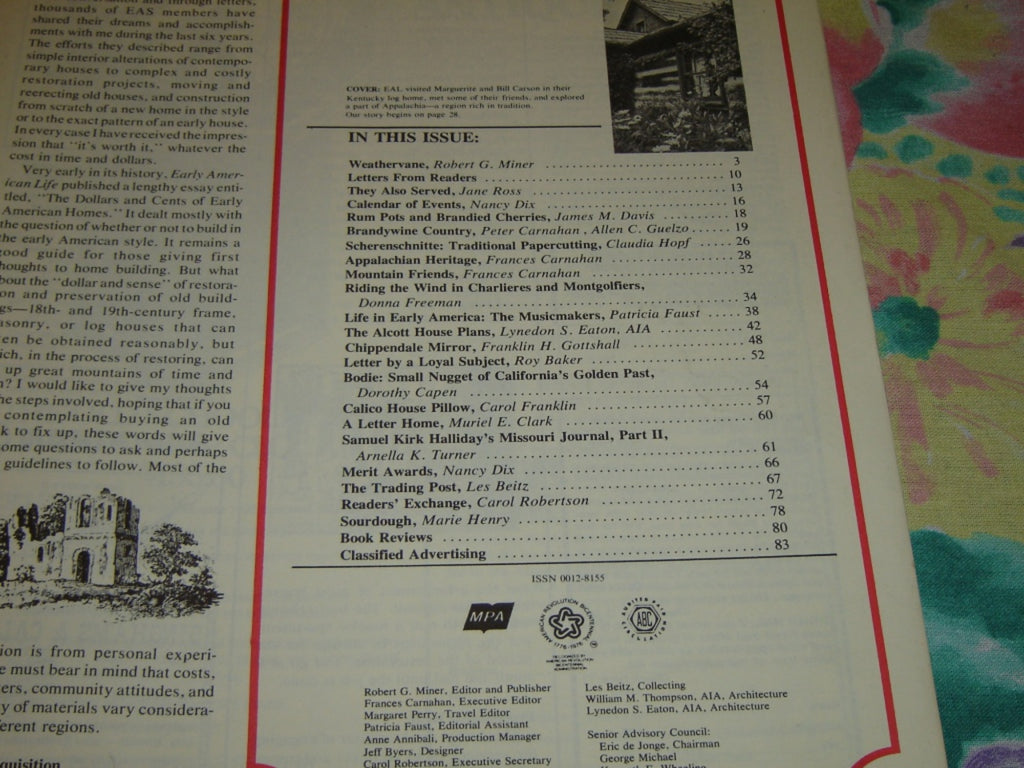 thousands of EAS members have
shared their dreams and accomplish-
ments with me during the last six years.
The efforts they described range from
simple interior alterations of contempo-
rary houses to complex and costly
restoration projects, moving and
reerecting old houses, and construction
from scratch of a new home in the style
or to the exact pattern of an early house.
In every case I have received the impres-
sion that "it's worth it," whatever the
cost in time and dollars.
Very early in its history, Early Amer-
ican Life published a lengthy essay enti-
tled, "The Dollars and Cents of Early
American Homes." It dealt mostly with
the question of whether or not to build in
the early American style. It remains a
good guide for those giving first
thoughts to home building. But what
about the "dollar and sense" of restora-
on and preservation of old build-
gs—18th- and 19th-century frame,
asonry, or log houses that can
en be obtained reasonably, but
ich, in the process of restoring, can
up great mountains of time and
? I would like to give my thoughts
he steps involved, hoping that if you
contemplating buying an old
k to fix up, these words will give
ome questions to ask and perhaps
guidelines to follow. Most of the
ion is from personal experi-
e must bear in mind that costs,
ers, community attitudes, and
y of materials vary considera-
erent regions.
quisition
COVER: EAL visited Marguerite and Bill Carson in their
Kentucky log home, met some of their friends, and explored
a part of Appalachia—a region rich in tradition.
Our story begins on page 28.
IN THIS ISSUE:
Weathervane, Robert G. Miner 3
Letters From Readers 10
They Also Served, Jane Ross 13
Calendar of Events, Nancy Dix 16
Rum Pots and Brandied Cherries, James M. Davis 18
Brandywine Country, Peter Carnahan, Allen C. Guelzo 19
Scherenschnitte: Traditional Papercutting, Claudia Hopf 26
Appalachian Heritage, Frances Carnahan 28
Mountain Friends, Frances Carnahan 32
Riding the Wind in Charlieres and Montgolfiers,
Donna Freeman 34
Life in Early America: The Musicmakers, Patricia Faust 38
The Alcott House Plans, Lynedon S. Eaton, AIA 42
Chippendale Mirror, Franklin H. Gottshall 48
Letter by a Loyal Subject, Roy Baker 52
Bodie: Small Nugget of California's Golden Past,
Dorothy Capen 54
Calico House Pillow, Carol Franklin 57
A Letter Home, Muriel E. Clark 60
Samuel Kirk Halliday's Missouri Journal, Part II,
Arnella K. Turner 61
Merit Awards, Nancy Dix 66
The Trading Post, Les Beitz 67
Readers' Exchange, Carol Robertson 72
Sourdough, Marie Henry 78
Book Reviews 80
Classified Advertising 83
ISSN 0012-8155
MPA
AMERICAN REVOLUTION BICENTENNIAL 1776-1976
RECOGNIZED BY
AMERICAN REVOLUTION
BICENTENNIAL
ADMINISTRATION
ABC
Robert G. Miner, Editor and Publisher
Frances Carnahan, Executive Editor
Margaret Perry, Travel Editor
Patricia Faust, Editorial Assistant
Anne Annibali, Production Manager
Jeff Byers, Designer
Carol Robertson, Executive Secretary
Les Beitz, Collecting
William M. Thompson, AIA, Architecture
Lynedon S. Eaton, AIA, Architecture
Senior Advisory Council:
Eric de Jonge, Chairman
George Michael